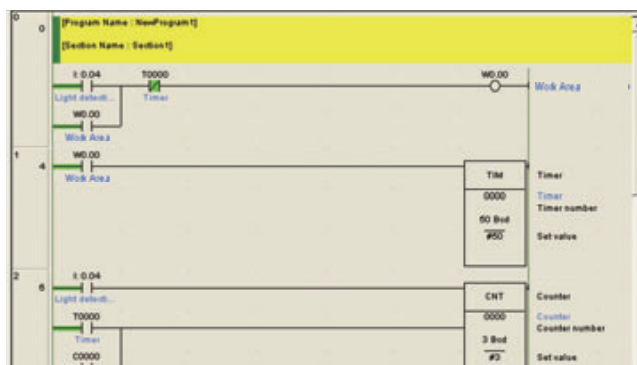 0
0
[Program Name : NewProgram1]
[Section Name : Section1]
I: 0.04
T0000
W0.00
Work Area
Light detecti...
Timer
W0.00
Work Area
1
4
W0.00
Work Area
TIM
Timer
0000
Timer
Timer number
50 Bcd
#50
Set value
2
6
I: 0.04
Light detecti...
CNT
Counter
T0000
0000
Counter
Timer
Counter number
3 Bcd
C0000
#3
Set value